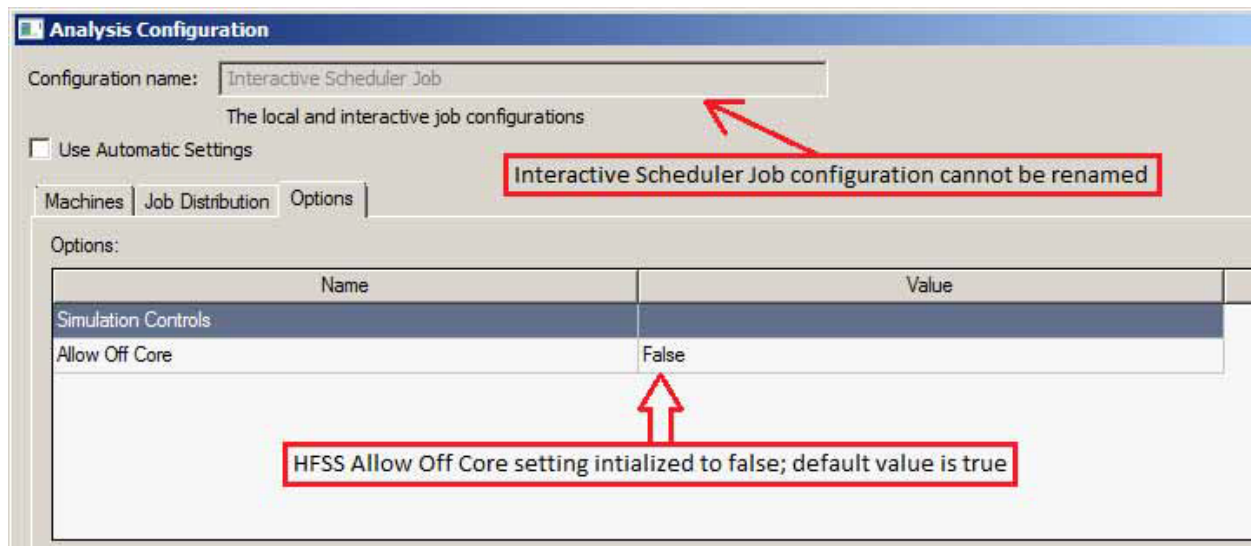 Analysis Configuration
Configuration name: Interactive Scheduler Job
The local and interactive job configurations
Use Automatic Settings
Interactive Scheduler Job configuration cannot be renamed
Machines Job Distribution Options
Options:
Name Value
Simulation Controls
Allow Off Core False
HFSS Allow Off Core setting intialized to false; default value is true